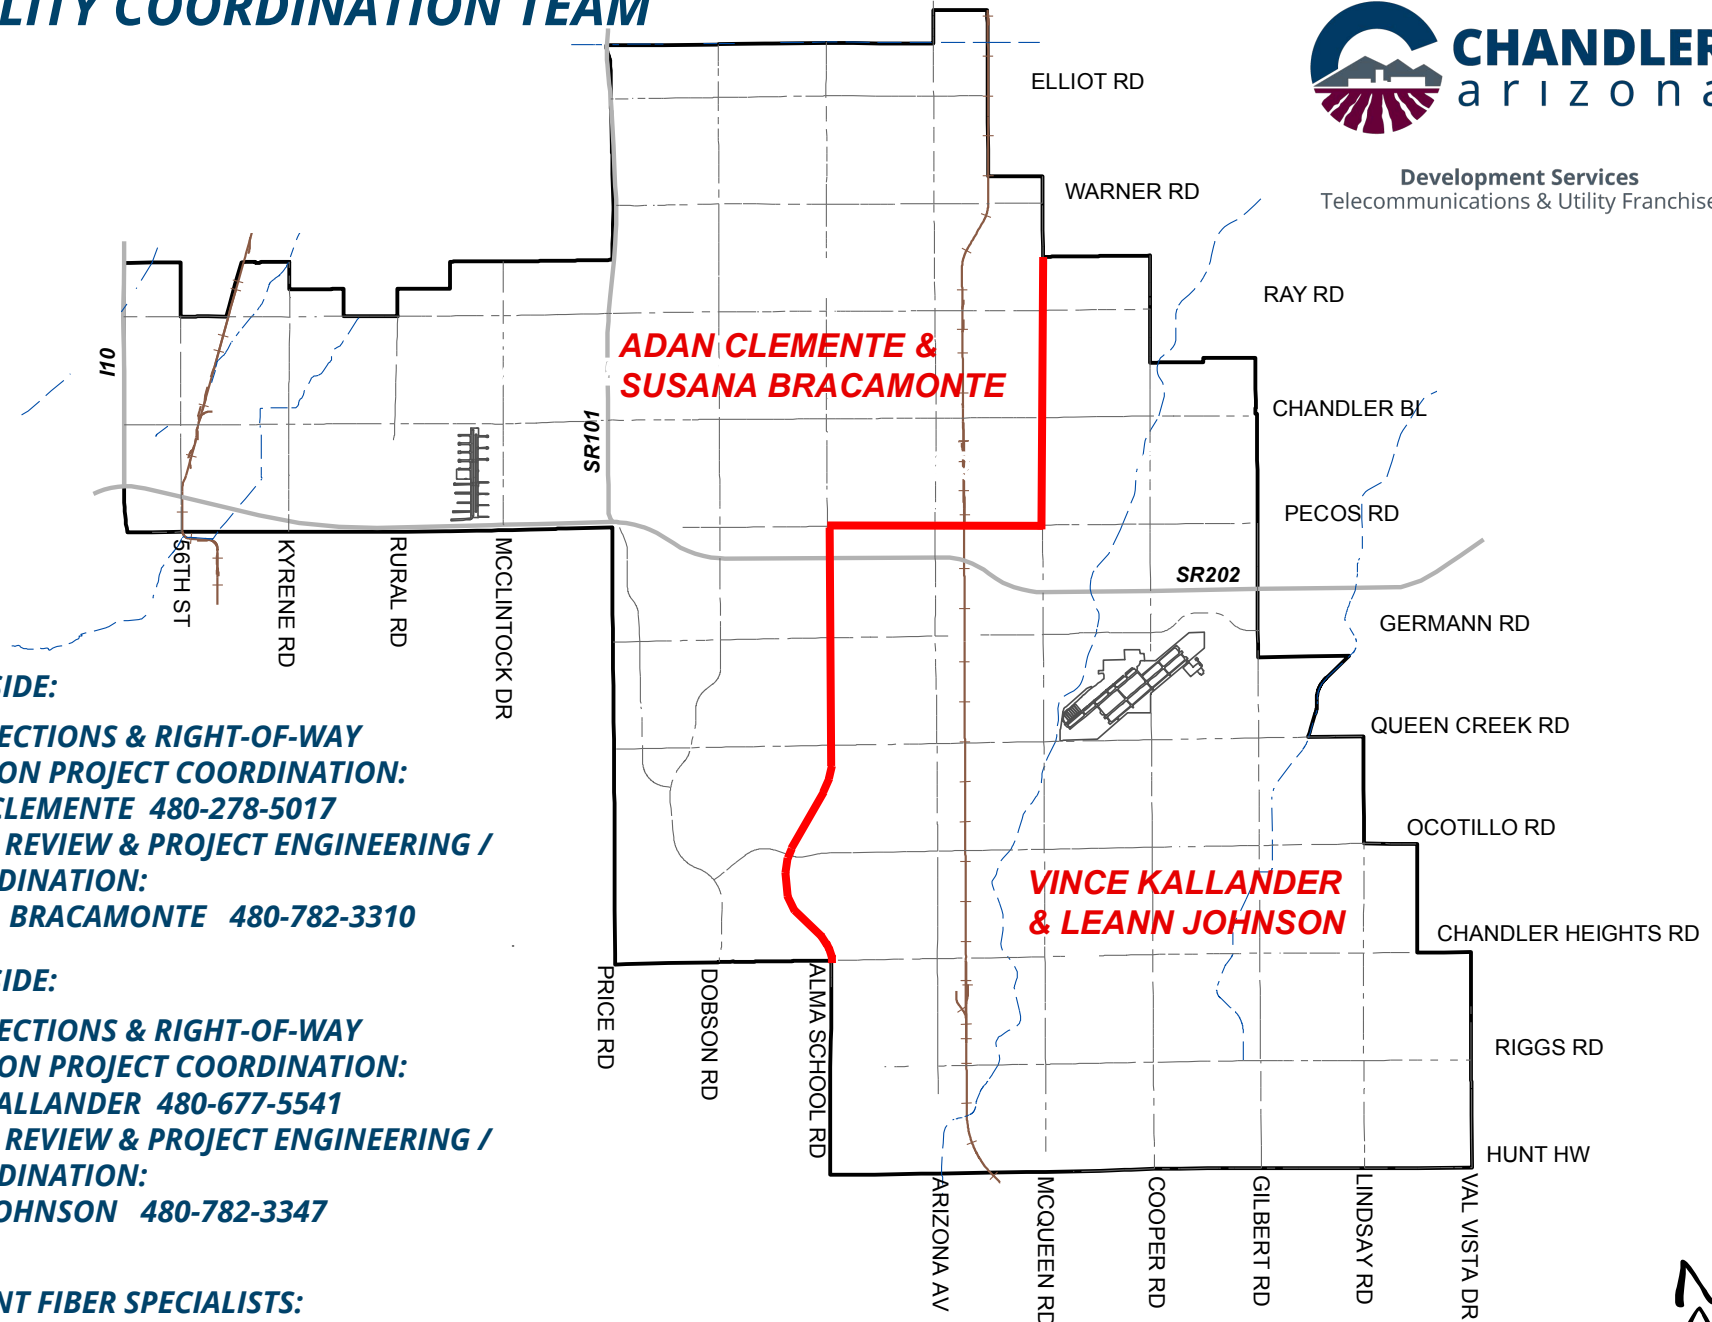 LITY COORDINATION TEAM
CHANDLER
arizona
Development Services
Telecommunications & Utility Franchise
ELLIOT RD
WARNER RD
RAY RD
CHANDLER BL
PECOS RD
GERMANN RD
QUEEN CREEK RD
OCOTILLO RD
CHANDLER HEIGHTS RD
RIGGS RD
HUNT HW
I10
SR101
SR202
ADAN CLEMENTE &
SUSANA BRACAMONTE
VINCE KALLANDER
& LEANN JOHNSON
56TH ST
KYRENE RD
RURAL RD
MCCLINTOCK DR
PRICE RD
DOBSON RD
ALMA SCHOOL RD
ARIZONA AV
MCQUEEN RD
COOPER RD
GILBERT RD
LINDSAY RD
VAL VISTA DR
SIDE:
ECTIONS & RIGHT-OF-WAY
ON PROJECT COORDINATION:
CLEMENTE 480-278-5017
REVIEW & PROJECT ENGINEERING /
DINATION:
BRACAMONTE 480-782-3310
SIDE:
ECTIONS & RIGHT-OF-WAY
ON PROJECT COORDINATION:
ALLANDER 480-677-5541
REVIEW & PROJECT ENGINEERING /
DINATION:
OHNSON 480-782-3347
NT FIBER SPECIALISTS: